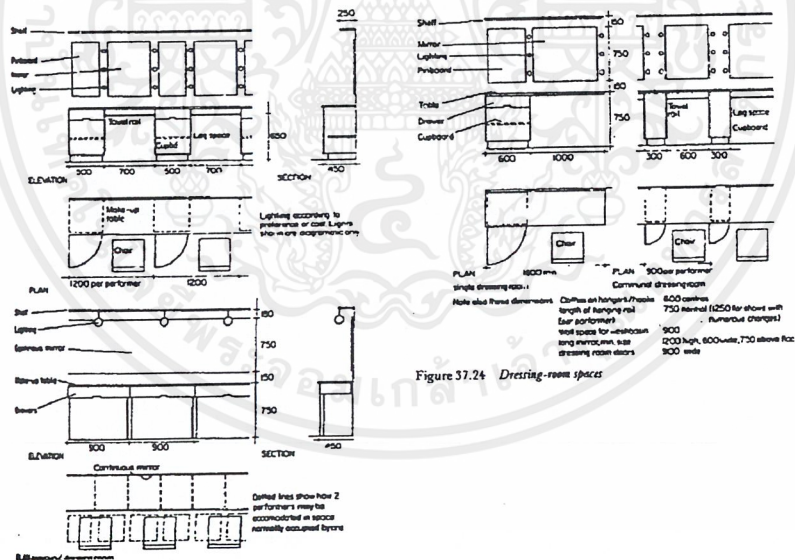 Shelf
Pinboard
Mirror
Lighting
Towel rail
Cupbd
Leg space
500
700
500
700
ELEVATION
250
650
450
SECTION
Make-up
table
Chair
1200 per performer
1200
PLAN
Lighting according to
preference or cost. Lights
shown are diagrammatic only
Shelf
Lighting
Continuous mirror
Make-up table
Drawers
150
750
150
750
900
900
ELEVATION
450
SECTION
Continuous mirror
Dotted lines show how 2
performers may be
accomodated in space
normally occupied by one
dressing room
Shelf
Mirror
Lighting
Pinboard
Table
Drawer
Cupboard
150
750
150
750
600
1000
Towel
rail
Leg space
Cupboard
300
600
300
Chair
PLAN
1600 min
single dressing room
Chair
PLAN
900 per performer
Communal dressing room
Note also these dimensions
Clothes on hangers/hooks 600 centres
length of hanging rail 750 normal (1250 for shows with
(per performer) numerous changes)
Wall space for washbasin 900
long mirror, min. size 1200 high, 600 wide, 750 above floor
dressing room doors 900 wide
Figure 37.24 Dressing-room spaces